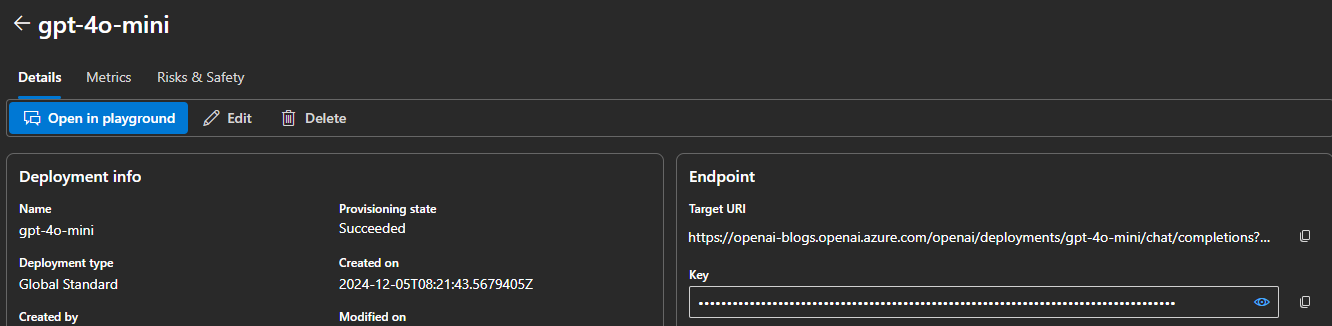 gpt-4o-mini
Details Metrics Risks & Safety
Open in playground Edit Delete
Deployment info
Name Provisioning state
gpt-4o-mini Succeeded
Deployment type Created on
Global Standard 2024-12-05T08:21:43.5679405Z
Created by Modified on
Endpoint
Target URI
https://openai-blogs.openai.azure.com/openai/deployments/gpt-4o-mini/chat/completions?...
Key